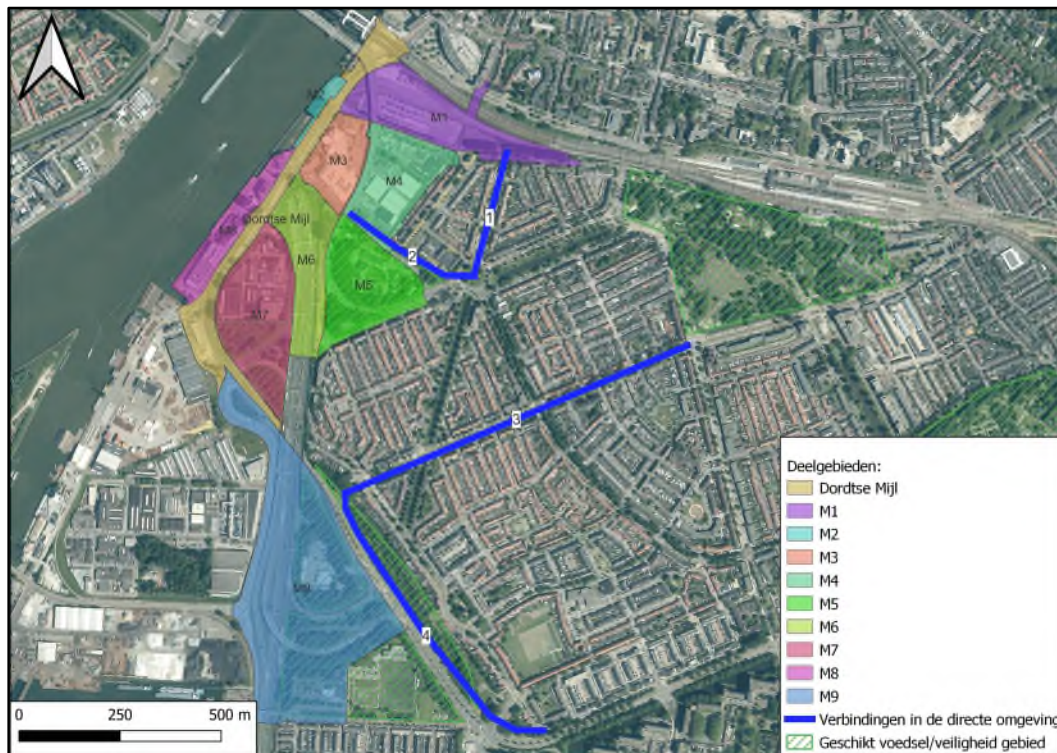 M1
M2
M3
M4
1
Dordtse Mijl
M8
2
M6
M5
M7
3
M9
4
0 250 500 m
Deelgebieden:
Dordtse Mijl
M1
M2
M3
M4
M5
M6
M7
M8
M9
Verbindingen in de directe omgeving
Geschikt voedsel/veiligheid gebied